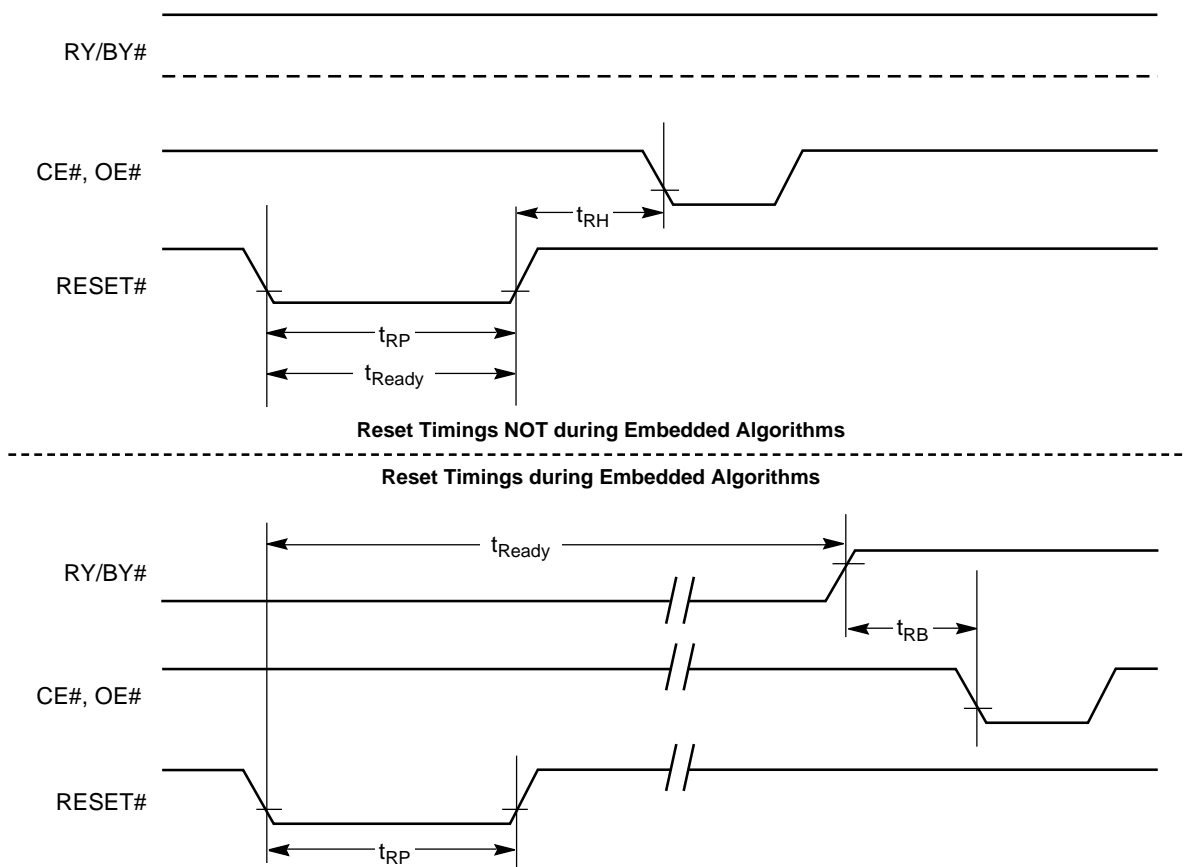 RY/BY#
CE#, OE#
tRH
RESET#
tRP
tReady
Reset Timings NOT during Embedded Algorithms
Reset Timings during Embedded Algorithms
tReady
RY/BY#
tRB
CE#, OE#
RESET#
tRP